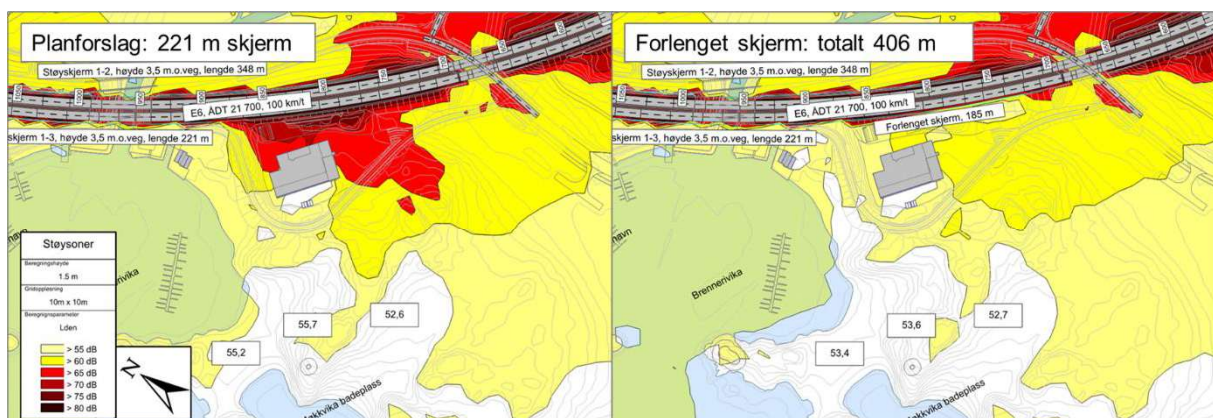 Planforslag: 221 m skjerm
Støyskjerm 1-2, høyde 3,5 m.o.veg, lengde 348 m
E6, ÅDT 21 700, 100 km/t
skjerm 1-3, høyde 3,5 m.o.veg, lengde 221 m
Støysoner
Beregningshøyde
1.5 m
Gridoppløsning
10m x 10m
Beregningsparameter
Lden
> 55 dB
> 60 dB
> 65 dB
> 70 dB
> 75 dB
> 80 dB
N
55,2
55,7
52,6
badeplass
Forlenget skjerm: totalt 406 m
Støyskjerm 1-2, høyde 3,5 m.o.veg, lengde 348 m
E6, ÅDT 21 700, 100 km/t
Forlenget skjerm, 185 m
skjerm 1-3, høyde 3,5 m.o.veg, lengde 221 m
Brennerivika
53,4
53,6
52,7
badeplass